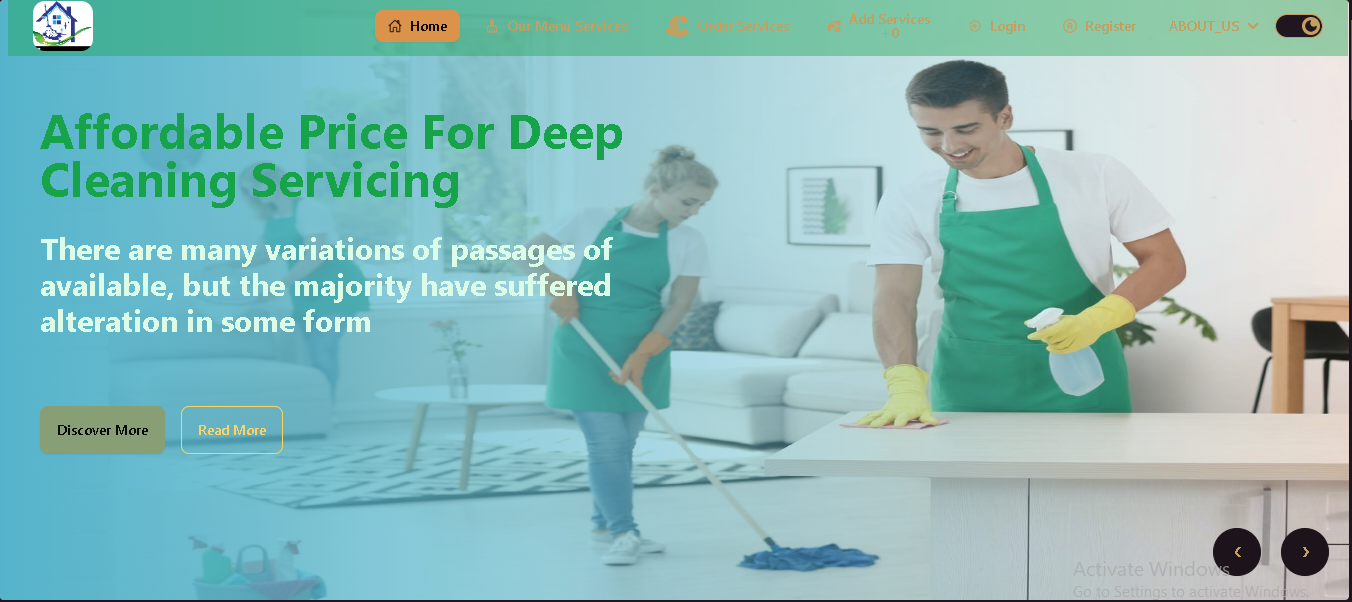 Home
Our Menu Services
Order Services
Add Services
- 0
Login
Register
ABOUT_US
Affordable Price For Deep
Cleaning Servicing
There are many variations of passages of
available, but the majority have suffered
alteration in some form
Discover More
Read More
Activate Windows
Go to Settings to activate Windows.